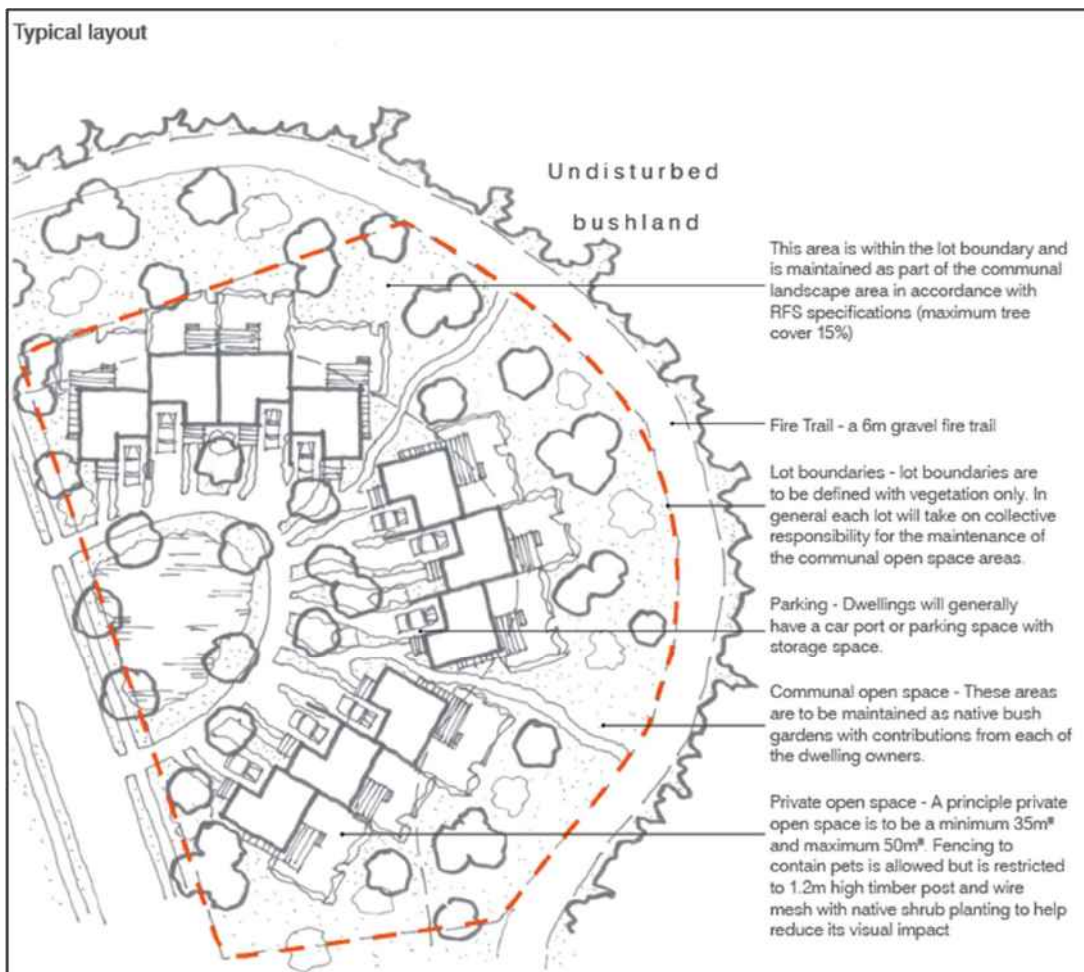 Typical layout
Undisturbed
bushland
This area is within the lot boundary and
is maintained as part of the communal
landscape area in accordance with
RFS specifications (maximum tree
cover 15%)
Fire Trail - a 6m gravel fire trail
Lot boundaries - lot boundaries are
to be defined with vegetation only. In
general each lot will take on collective
responsibility for the maintenance of
the communal open space areas.
Parking - Dwellings will generally
have a car port or parking space with
storage space.
Communal open space - These areas
are to be maintained as native bush
gardens with contributions from each of
the dwelling owners.
Private open space - A principle private
open space is to be a minimum 35m²
and maximum 50m². Fencing to
contain pets is allowed but is restricted
to 1.2m high timber post and wire
mesh with native shrub planting to help
reduce its visual impact